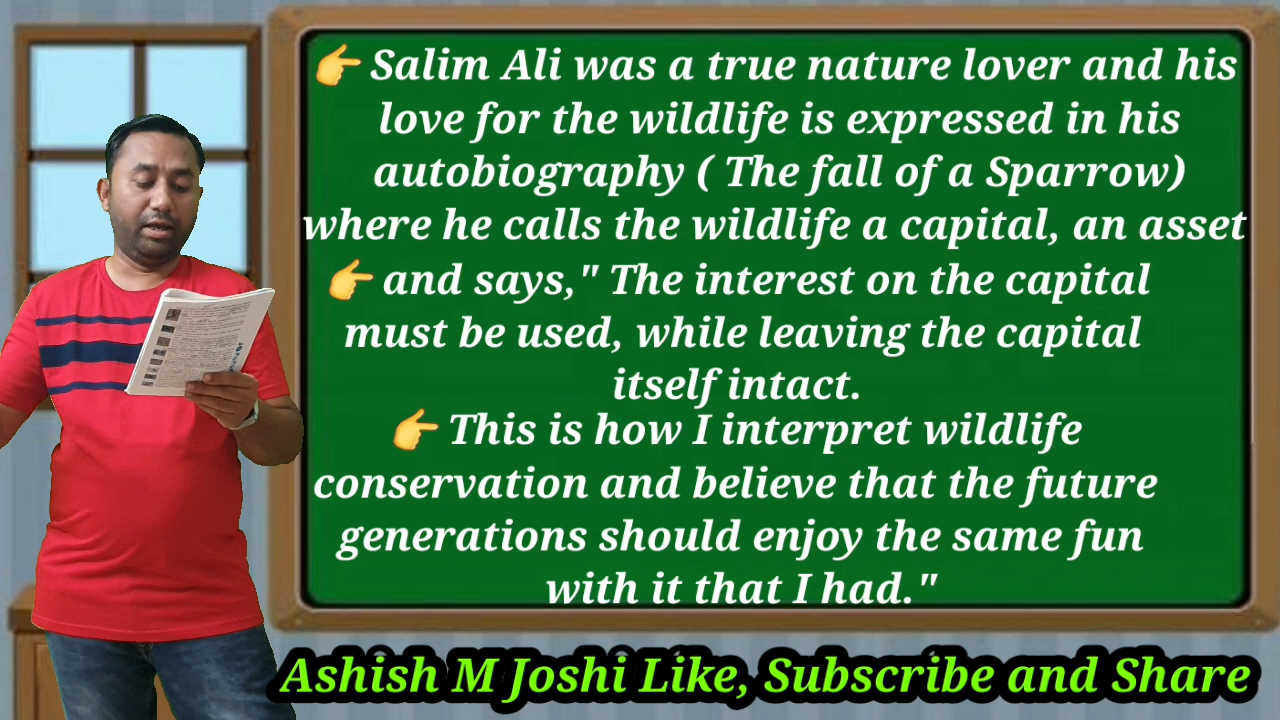 👉 Salim Ali was a true nature lover and his
love for the wildlife is expressed in his
autobiography ( The fall of a Sparrow)
where he calls the wildlife a capital, an asset
👉 and says," The interest on the capital
must be used, while leaving the capital
itself intact.
👉 This is how I interpret wildlife
conservation and believe that the future
generations should enjoy the same fun
with it that I had."
Ashish M Joshi Like, Subscribe and Share